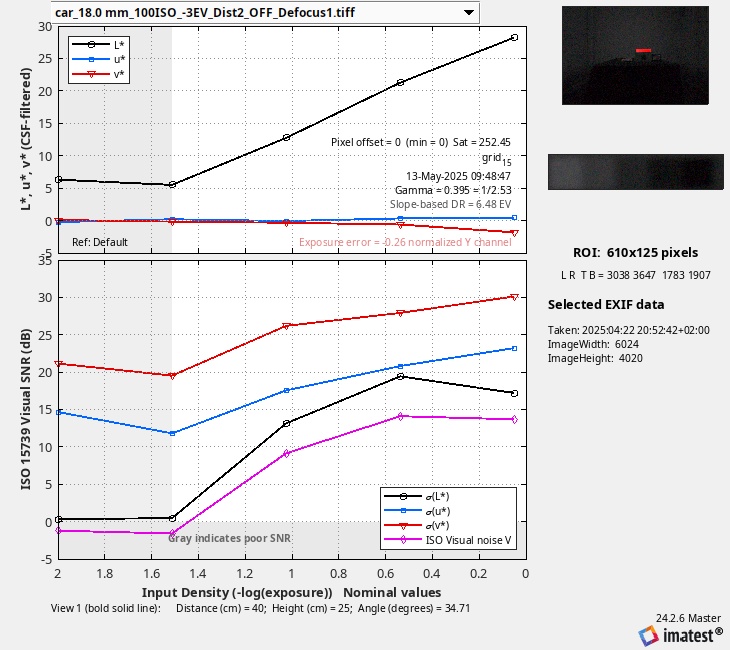 car_18.0 mm_100ISO_-3EV_Dist2_OFF_Defocus1.tiff
30
25
20
15
10
5
0
-5
L*, u*, v* (CSF-filtered)
L*
u*
v*
Pixel offset = 0 (min = 0) Sat = 252.45
grid15
13-May-2025 09:48:47
Gamma = 0.395 = 1/2.53
Slope-based DR = 6.48 EV
Ref: Default
Exposure error = -0.26 normalized Y channel
35
30
25
20
15
10
5
0
-5
ISO 15739 Visual SNR (dB)
σ(L*)
σ(u*)
σ(v*)
ISO Visual noise V
Gray indicates poor SNR
2 1.8 1.6 1.4 1.2 1 0.8 0.6 0.4 0.2 0
Input Density (-log(exposure)) Nominal values
View 1 (bold solid line): Distance (cm) = 40; Height (cm) = 25; Angle (degrees) = 34.71
ROI: 610x125 pixels
L R T B = 3038 3647 1783 1907
Selected EXIF data
Taken: 2025:04:22 20:52:42+02:00
ImageWidth: 6024
ImageHeight: 4020
24.2.6 Master
imatest®